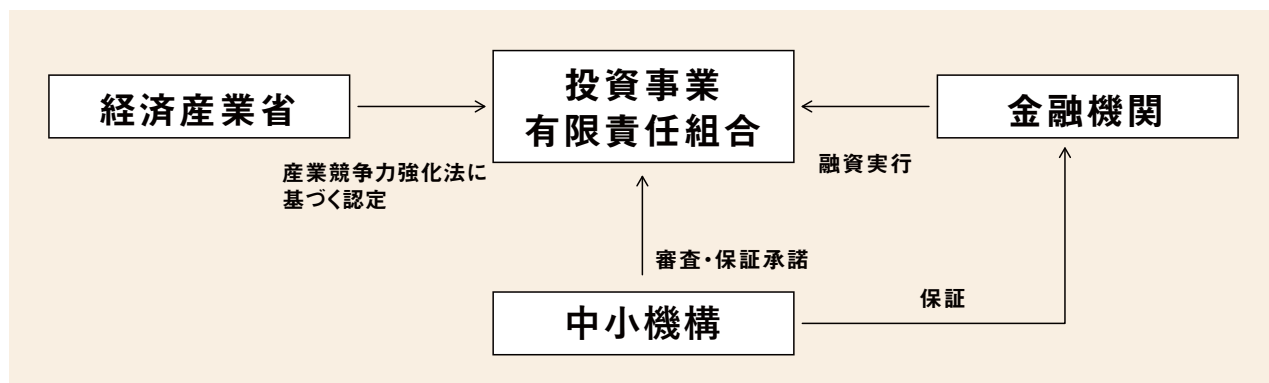 経済産業省
投資事業
有限責任組合
金融機関
産業競争力強化法に
基づく認定
融資実行
審査・保証承諾
保証
中小機構